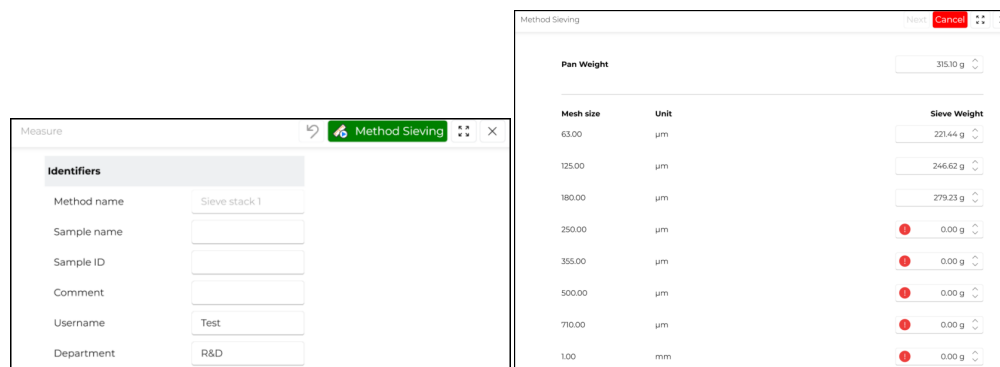 Measure Method Sieving
Identifiers
Method name Sieve stack 1
Sample name
Sample ID
Comment
Username Test
Department R&D
Method Sieving Next Cancel
Pan Weight 315.10 g
Mesh size Unit Sieve Weight
63.00 µm 221.44 g
125.00 µm 246.62 g
180.00 µm 279.23 g
250.00 µm 0.00 g
355.00 µm 0.00 g
500.00 µm 0.00 g
710.00 µm 0.00 g
1.00 mm 0.00 g